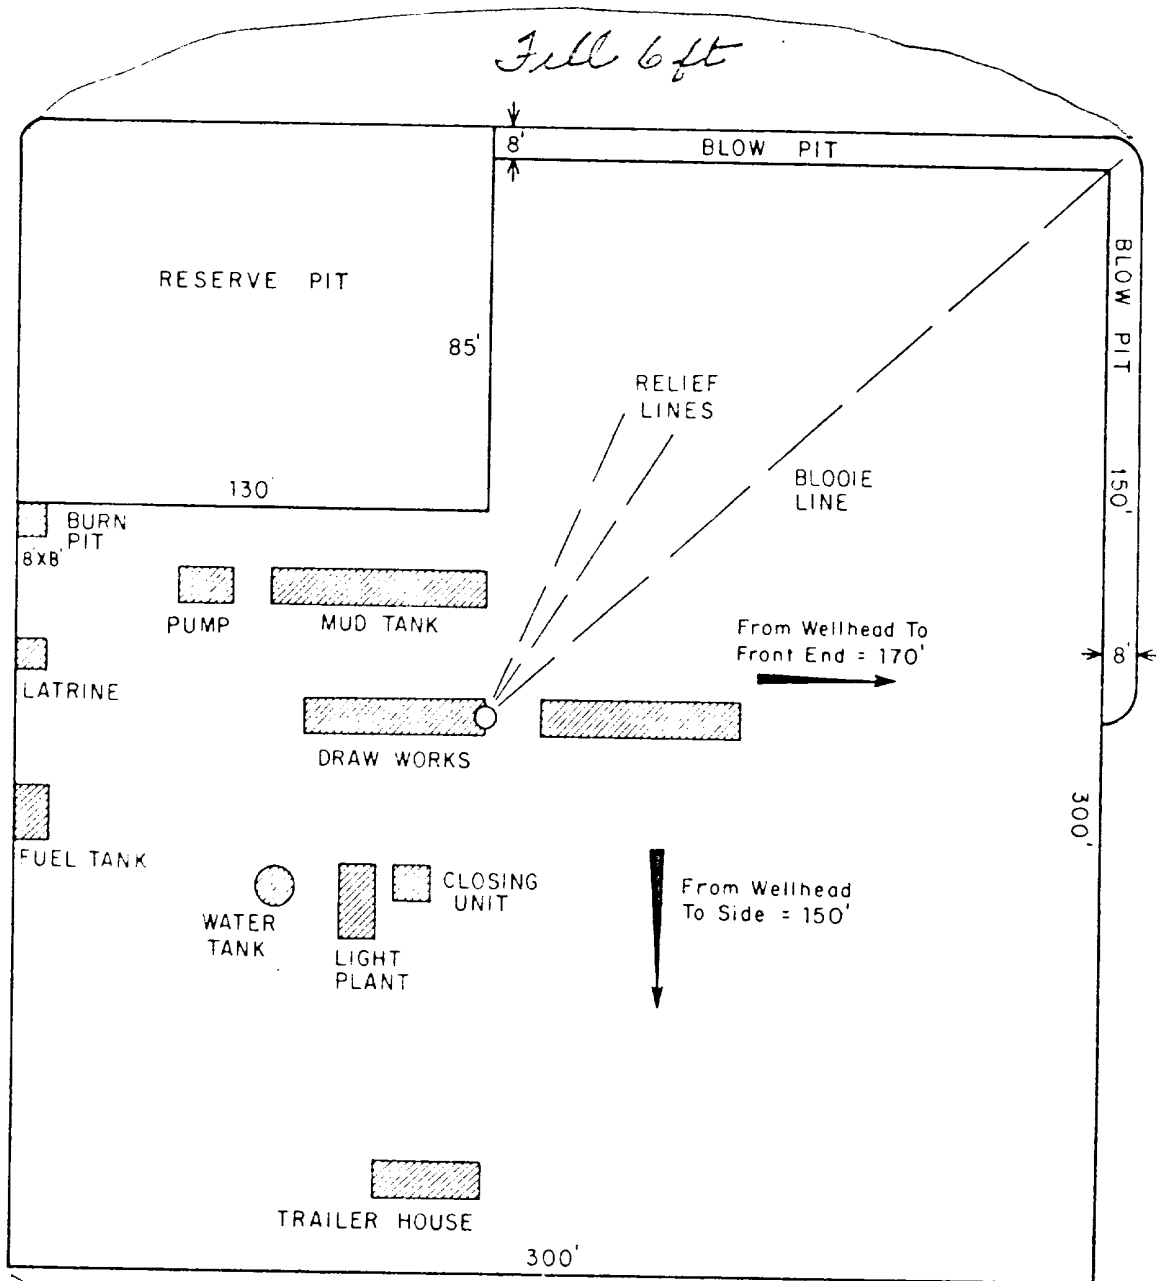 Fill 6 ft
8'
BLOW PIT
BLOW PIT
RESERVE PIT
85'
RELIEF
LINES
BLOOIE
LINE
150'
130'
BURN
PIT
8'X8'
PUMP
MUD TANK
From Wellhead To
Front End = 170'
8'
LATRINE
DRAW WORKS
300'
FUEL TANK
CLOSING
UNIT
From Wellhead
To Side = 150'
WATER
TANK
LIGHT
PLANT
TRAILER HOUSE
300'